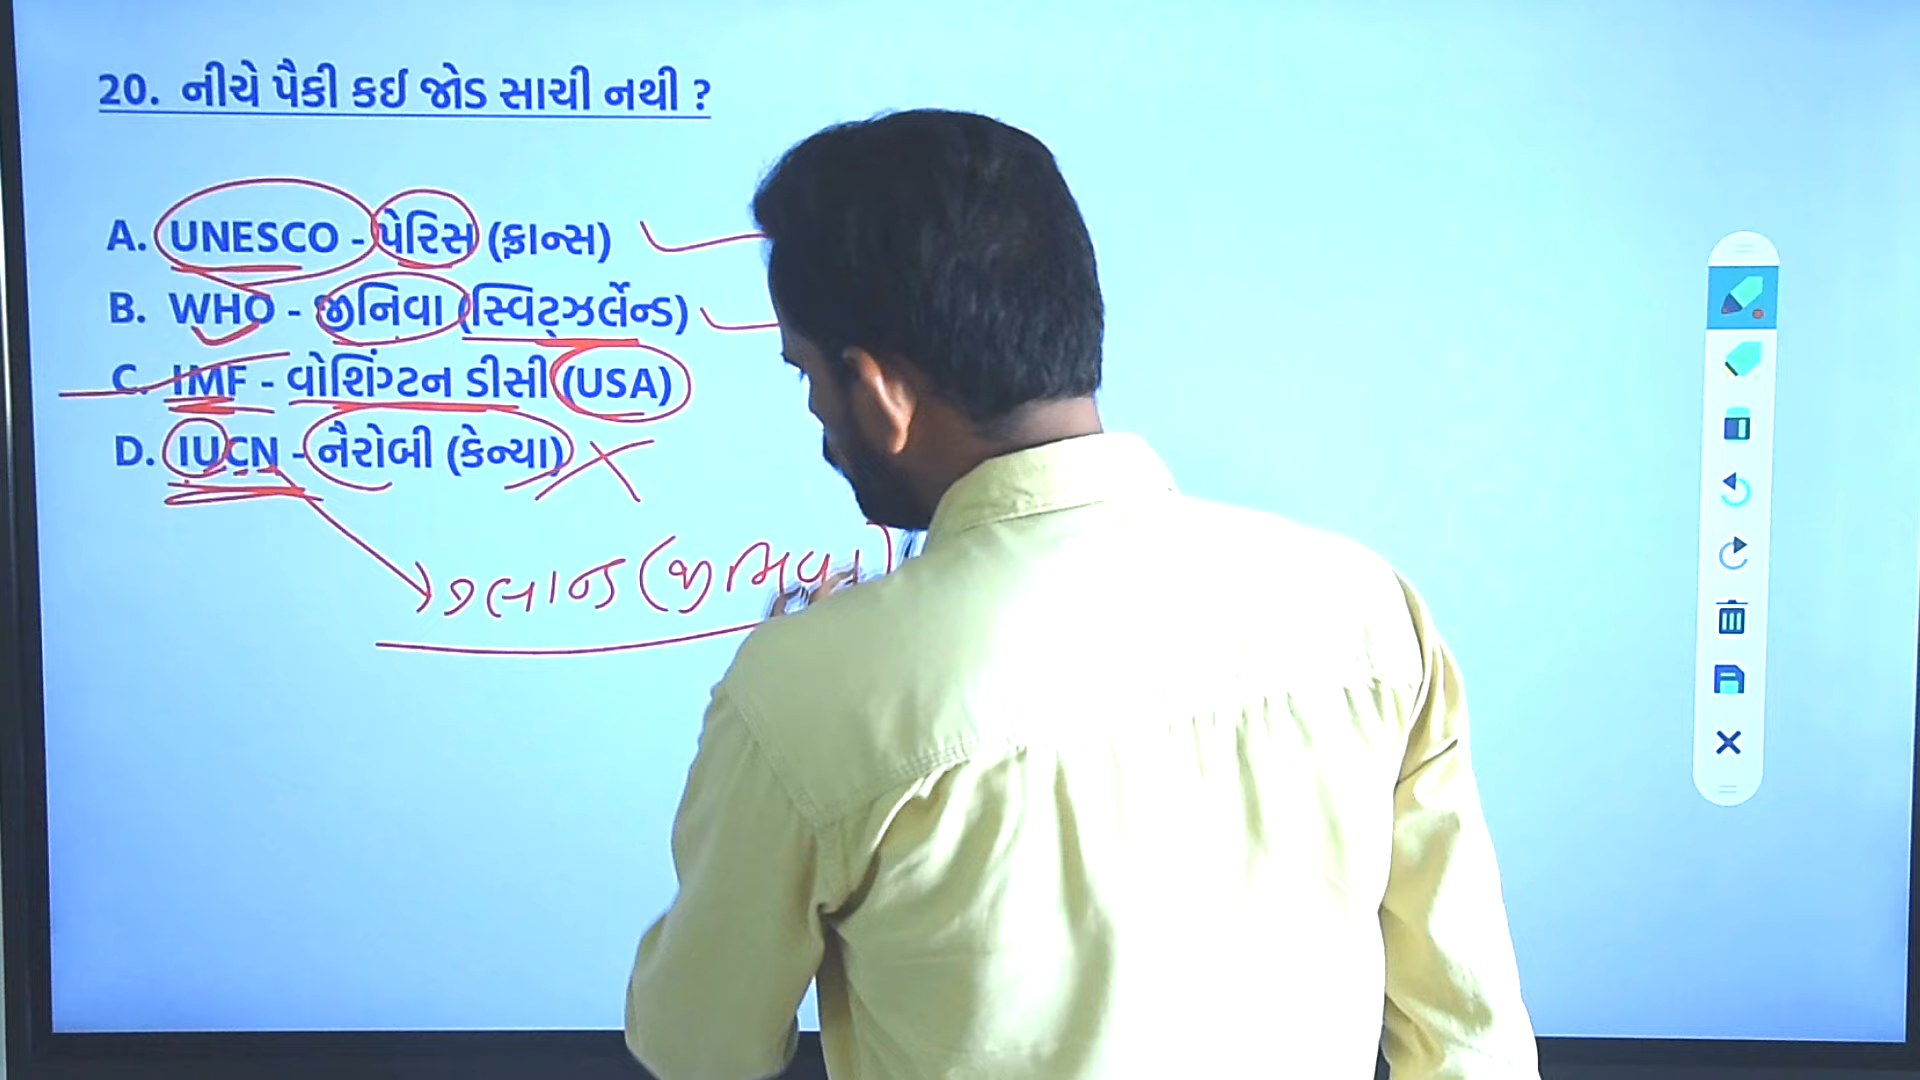 20. નીચે પૈકી કઈ જોડ સાચી નથી ?
A. UNESCO - પેરિસ (ફ્રાન્સ)
B. WHO - જીનિવા (સ્વિટ્ઝર્લેન્ડ)
C. IMF - વોશિંગ્ટન ડીસી (USA)
D. IUCN - નૈરોબી (કેન્યા)